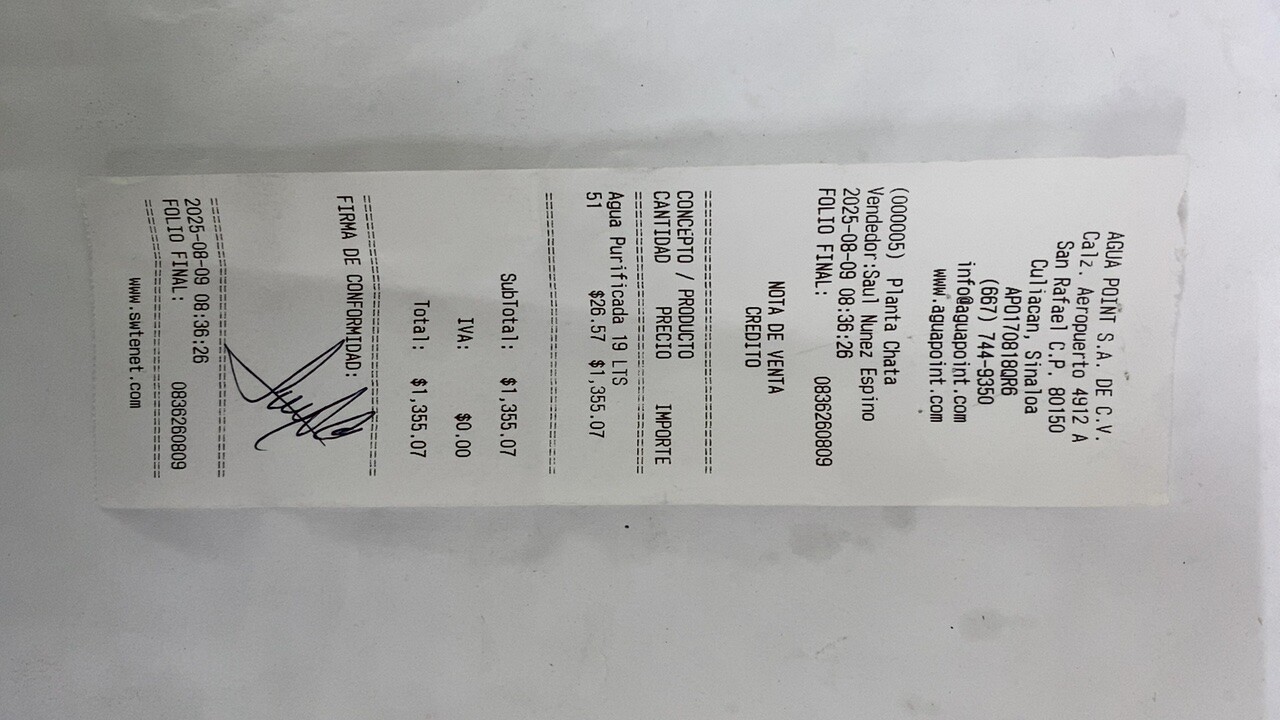 AGUA POINT S.A. DE C.V.
Calz. Aeropuerto 4912 A
San Rafael C.P. 80150
Culiacan, Sinaloa
APO170818QR6
(667) 744-9350
info@aguapoint.com
www.aguapoint.com
(000005) Planta Chata
Vendedor:Saul Nunez Espino
2025-08-09 08:36:26
FOLIO FINAL: 0836260809
NOTA DE VENTA
CREDITO
================================
CONCEPTO / PRODUCTO
CANTIDAD PRECIO IMPORTE
================================
Agua Purificada 19 LTS
51 $26.57 $1,355.07
================================
SubTotal: $1,355.07
IVA: $0.00
Total: $1,355.07
================================
FIRMA DE CONFORMIDAD:
================================
2025-08-09 08:36:26
FOLIO FINAL: 0836260809
================================
www.swtenet.com